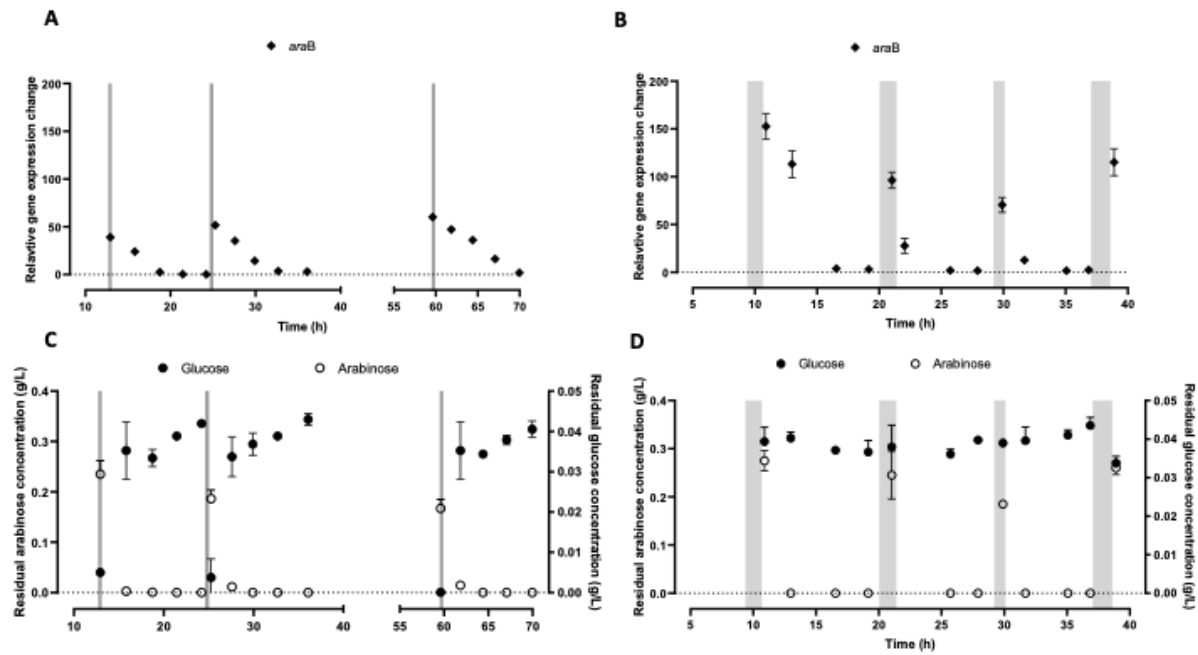 A
araB
Relavtive gene expression change
200
150
100
50
0
10 20 30 40 55 60 65 70
Time (h)
B
araB
Relavtive gene expression change
200
150
100
50
0
5 10 15 20 25 30 35 40
Time (h)
C
Glucose Arabinose
Residual arabinose concentration (g/L)
0.4
0.3
0.2
0.1
0.0
Residual glucose concentration (g/L)
0.05
0.04
0.03
0.02
0.01
0.00
10 20 30 40 55 60 65 70
Time (h)
D
Glucose Arabinose
Residual arabinose concentration (g/L)
0.4
0.3
0.2
0.1
0.0
Residual glucose concentration (g/L)
0.05
0.04
0.03
0.02
0.01
0.00
5 10 15 20 25 30 35 40
Time (h)